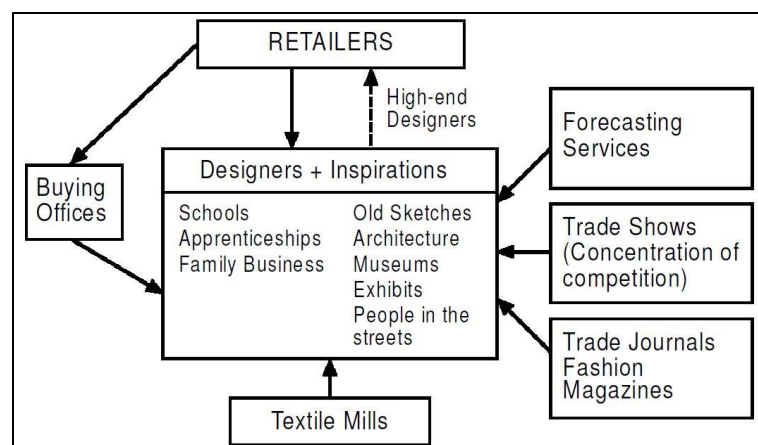 RETAILERS
High-end
Designers
Buying
Offices
Designers + Inspirations
Schools
Apprenticeships
Family Business
Old Sketches
Architecture
Museums
Exhibits
People in the
streets
Forecasting
Services
Trade Shows
(Concentration of
competition)
Trade Journals
Fashion
Magazines
Textile Mills